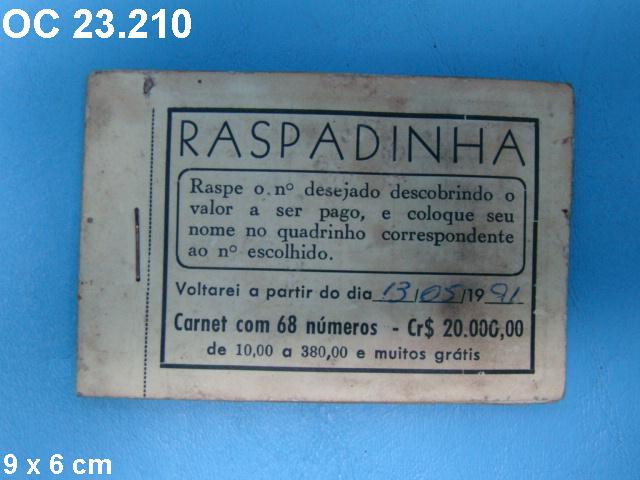 OC 23.210
RASPADINHA
Raspe o nº desejado descobrindo o
valor a ser pago, e coloque seu
nome no quadrinho correspondente
ao nº escolhido.
Voltarei a partir do dia 13/05/1991
Carnet com 68 números - Cr$ 20.000,00
de 10,00 a 380,00 e muitos grátis
9 x 6 cm